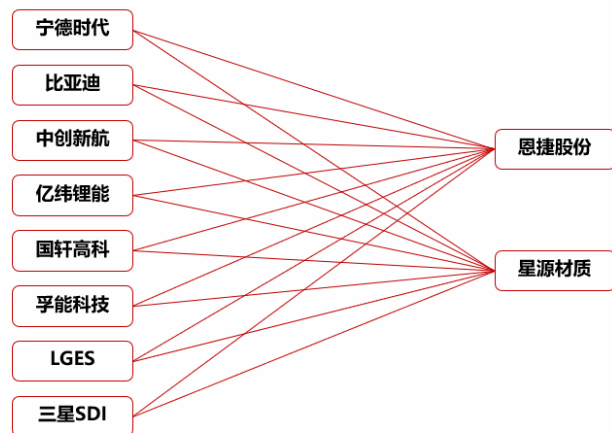 宁德时代
比亚迪
中创新航
亿纬锂能
国轩高科
孚能科技
LGES
三星SDI
恩捷股份
星源材质